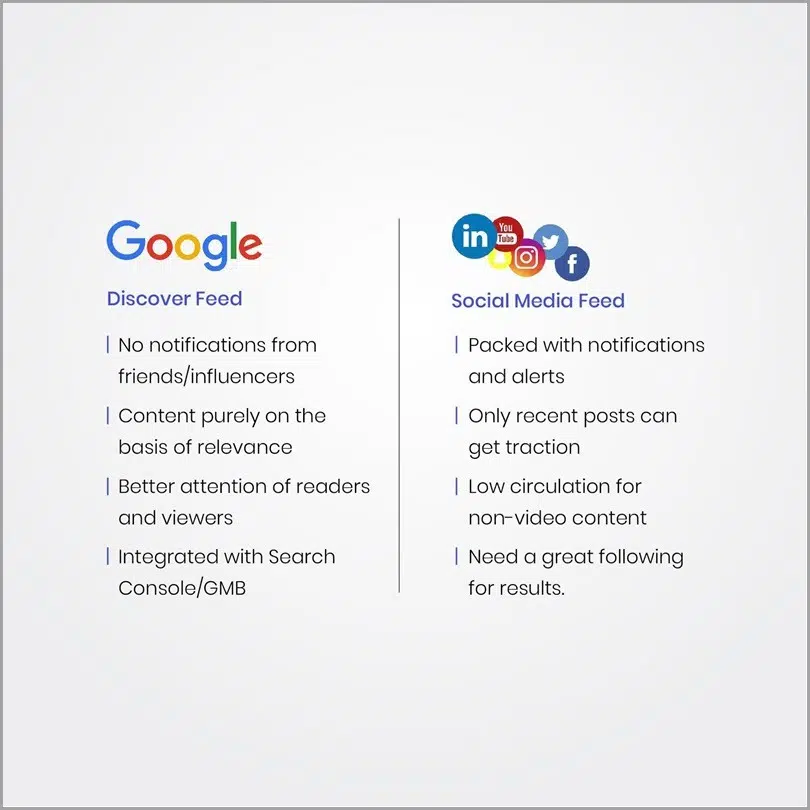 Google
Discover Feed
No notifications from
friends/influencers
Content purely on the
basis of relevance
Better attention of readers
and viewers
Integrated with Search
Console/GMB
in
You
Tube
f
Social Media Feed
Packed with notifications
and alerts
Only recent posts can
get traction
Low circulation for
non-video content
Need a great following
for results.